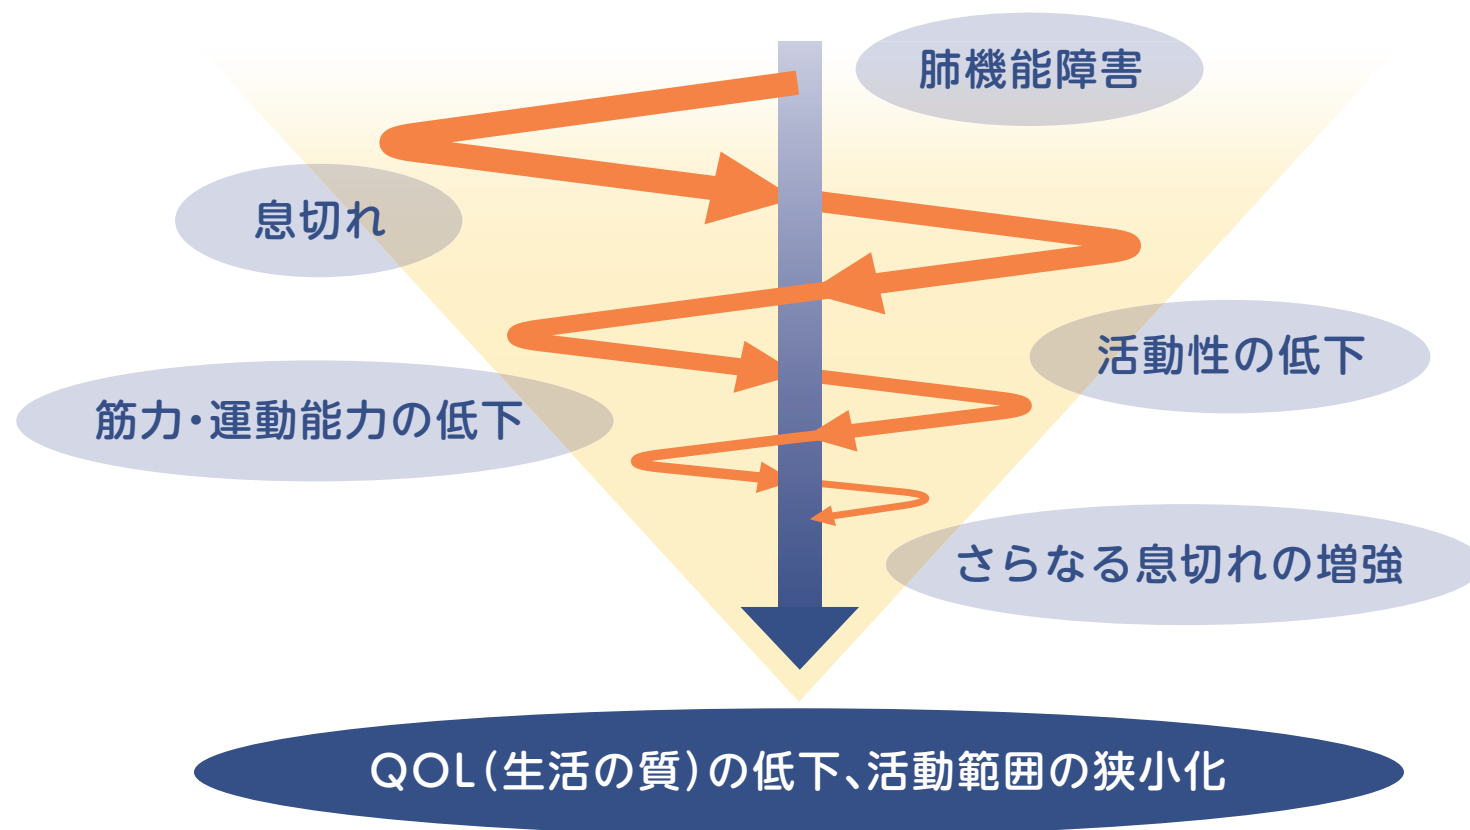 肺機能障害
息切れ
活動性の低下
筋力・運動能力の低下
さらなる息切れの増強
QOL(生活の質)の低下、活動範囲の狭小化